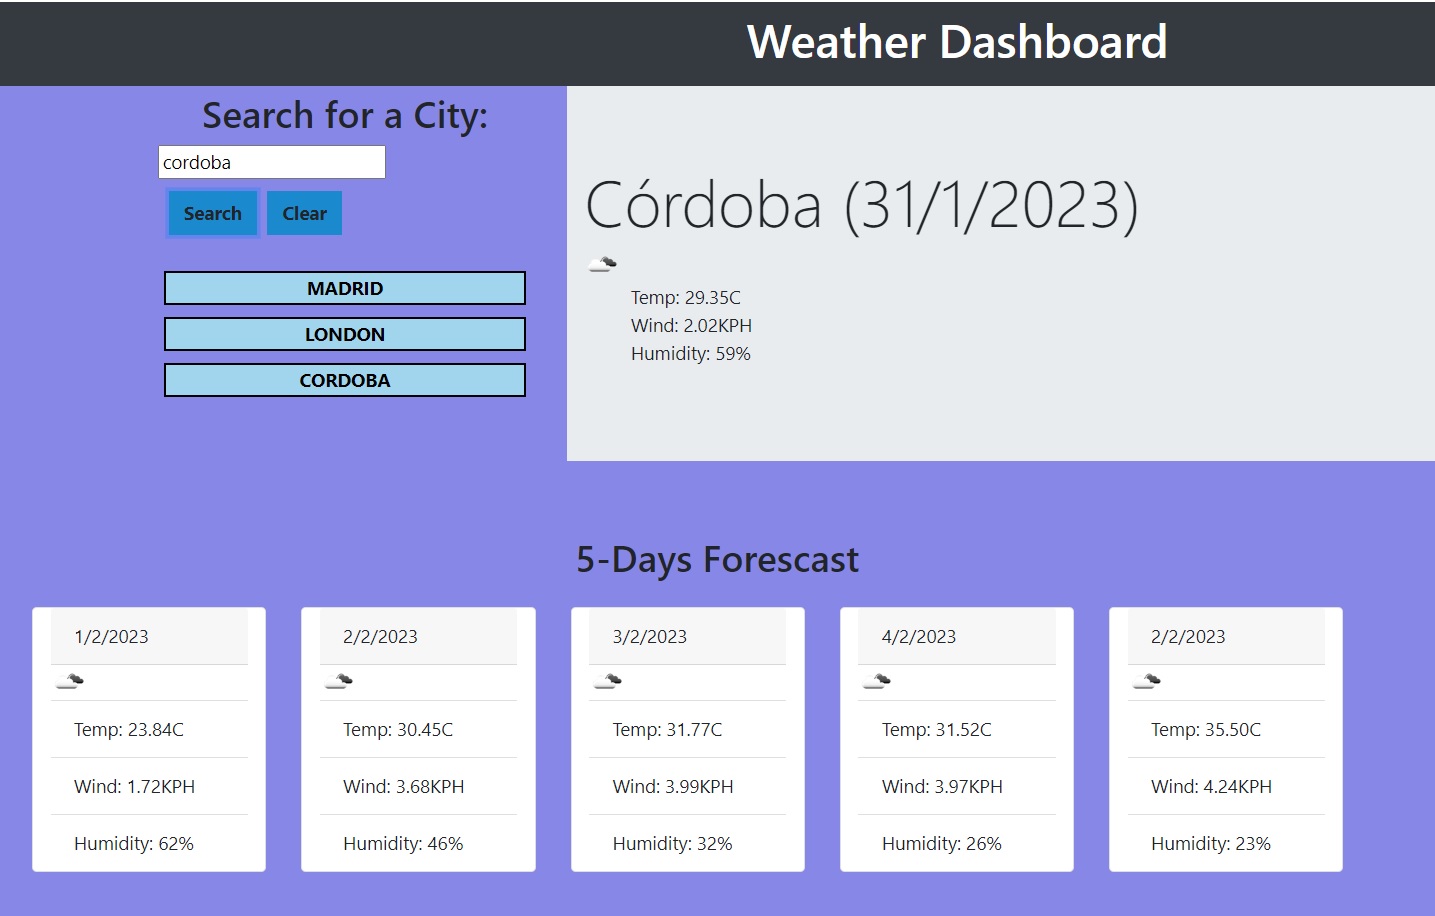 Weather Dashboard
Search for a City:
cordoba
Search Clear
MADRID
LONDON
CORDOBA
Córdoba (31/1/2023)
Temp: 29.35C
Wind: 2.02KPH
Humidity: 59%
5-Days Forescast
1/2/2023
Temp: 23.84C
Wind: 1.72KPH
Humidity: 62%
2/2/2023
Temp: 30.45C
Wind: 3.68KPH
Humidity: 46%
3/2/2023
Temp: 31.77C
Wind: 3.99KPH
Humidity: 32%
4/2/2023
Temp: 31.52C
Wind: 3.97KPH
Humidity: 26%
2/2/2023
Temp: 35.50C
Wind: 4.24KPH
Humidity: 23%